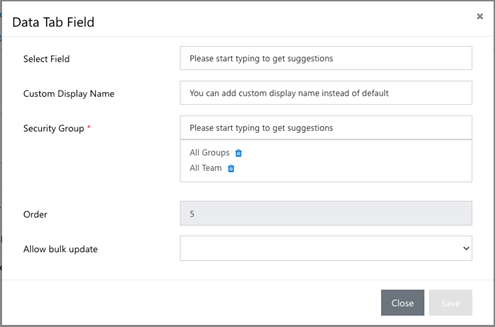 Data Tab Field ×
Select Field Please start typing to get suggestions
Custom Display Name You can add custom display name instead of default
Security Group * Please start typing to get suggestions
All Groups
All Team
Order 5
Allow bulk update
Close Save